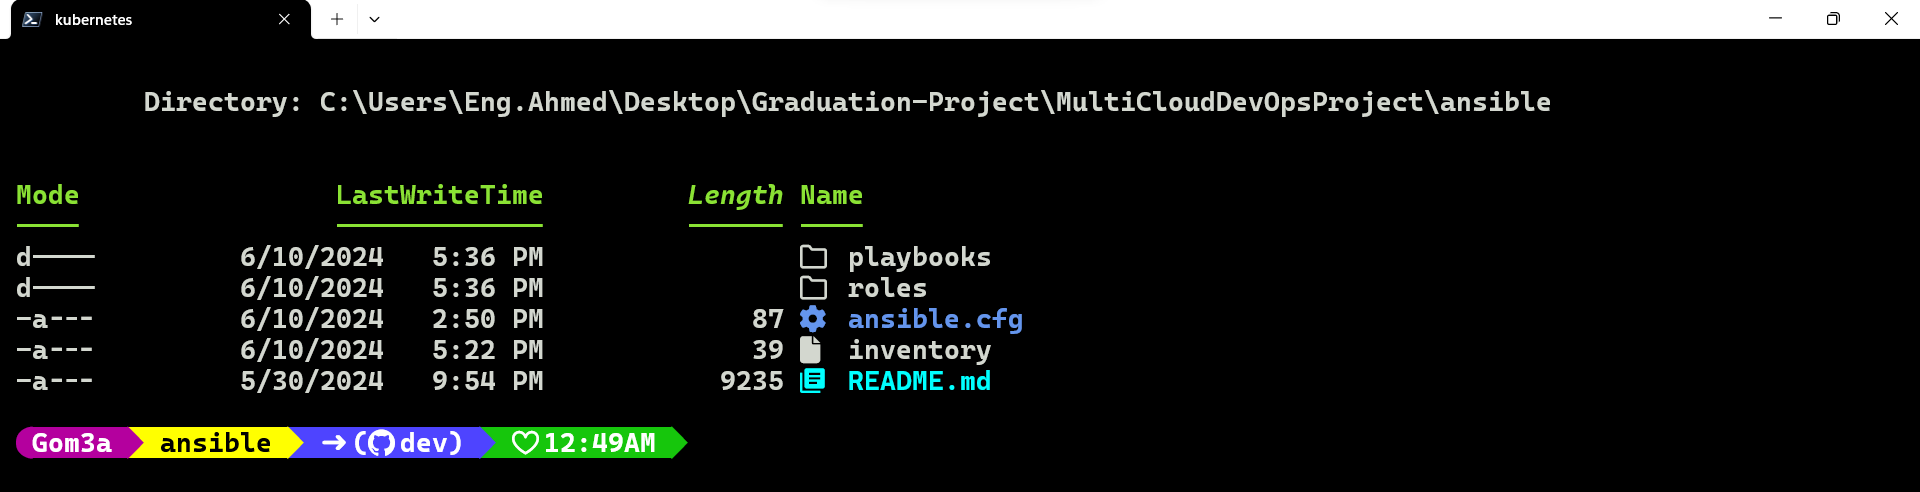 kubernetes
Directory: C:\Users\Eng.Ahmed\Desktop\Graduation-Project\MultiCloudDevOpsProject\ansible
Mode LastWriteTime Length Name
d---- 6/10/2024 5:36 PM playbooks
d---- 6/10/2024 5:36 PM roles
-a--- 6/10/2024 2:50 PM 87 ansible.cfg
-a--- 6/10/2024 5:22 PM 39 inventory
-a--- 5/30/2024 9:54 PM 9235 README.md
Gom3a ansible ➜ (dev) ♡12:49AM